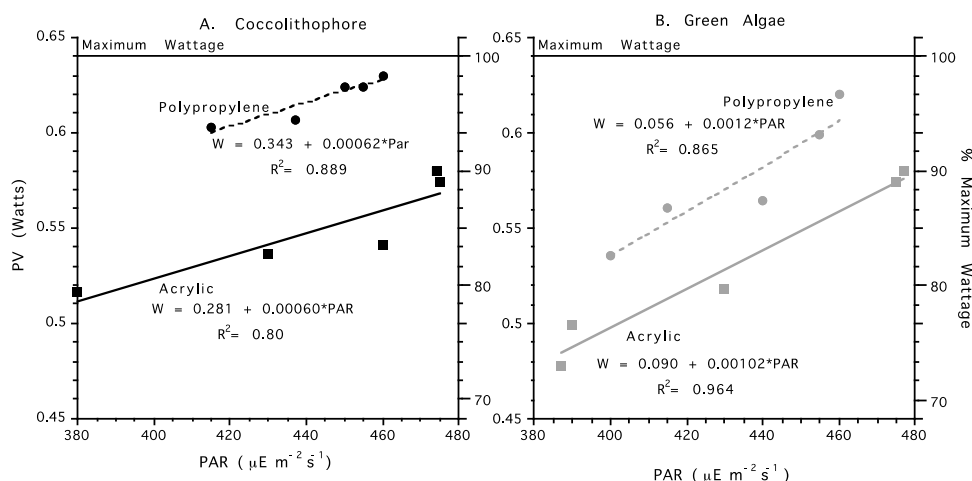 A. Coccolithophore
B. Green Algae
0.65
Maximum Wattage
100
Polypropylene
W = 0.343 + 0.00062*Par
R²= 0.889
0.6
90
0.55
80
Acrylic
W = 0.281 + 0.00060*PAR
R²= 0.80
0.5
70
0.45
PV (Watts)
380 400 420 440 460 480
PAR ( μE m⁻² s⁻¹ )
0.65
Maximum Wattage
100
Polypropylene
W = 0.056 + 0.0012*PAR
R²= 0.865
0.6
90
0.55
80
0.5
Acrylic
W = 0.090 + 0.00102*PAR
R²= 0.964
70
0.45
% Maximum Wattage
380 400 420 440 460 480
PAR ( μE m⁻² s⁻¹ )